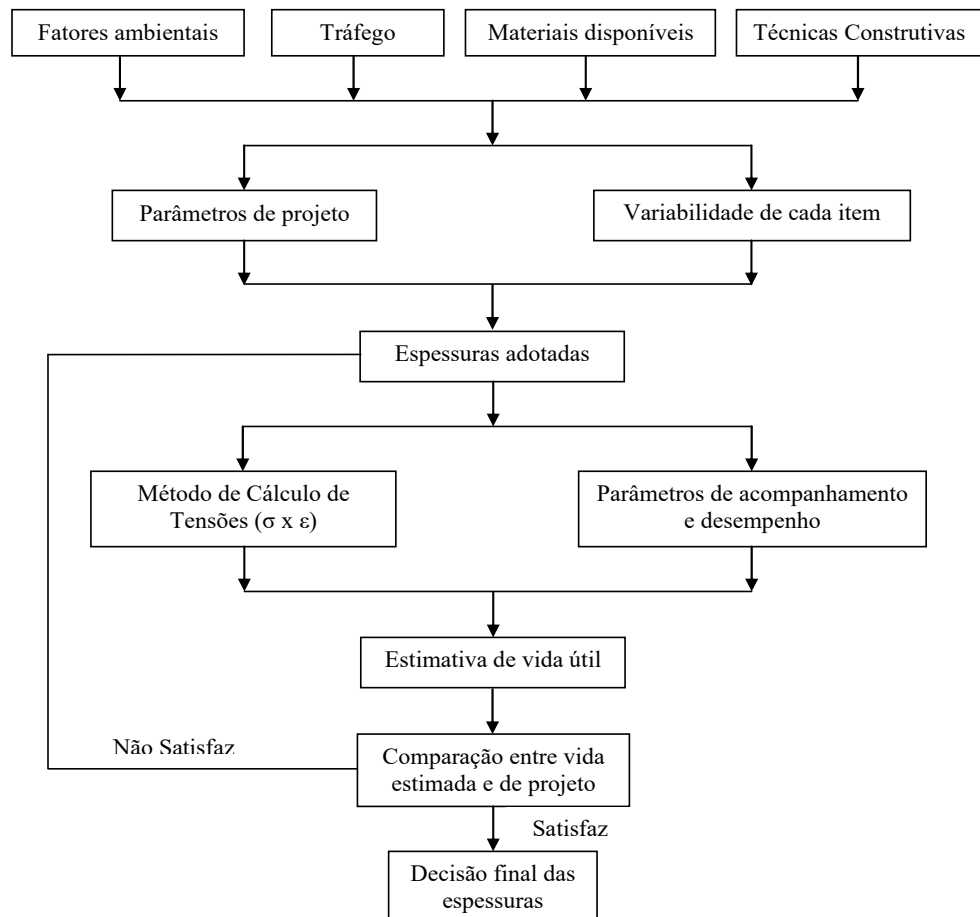 Fatores ambientais
Tráfego
Materiais disponíveis
Técnicas Construtivas
Parâmetros de projeto
Variabilidade de cada item
Espessuras adotadas
Método de Cálculo de
Tensões (σ x ε)
Parâmetros de acompanhamento
e desempenho
Estimativa de vida útil
Não Satisfaz
Comparação entre vida
estimada e de projeto
Satisfaz
Decisão final das
espessuras